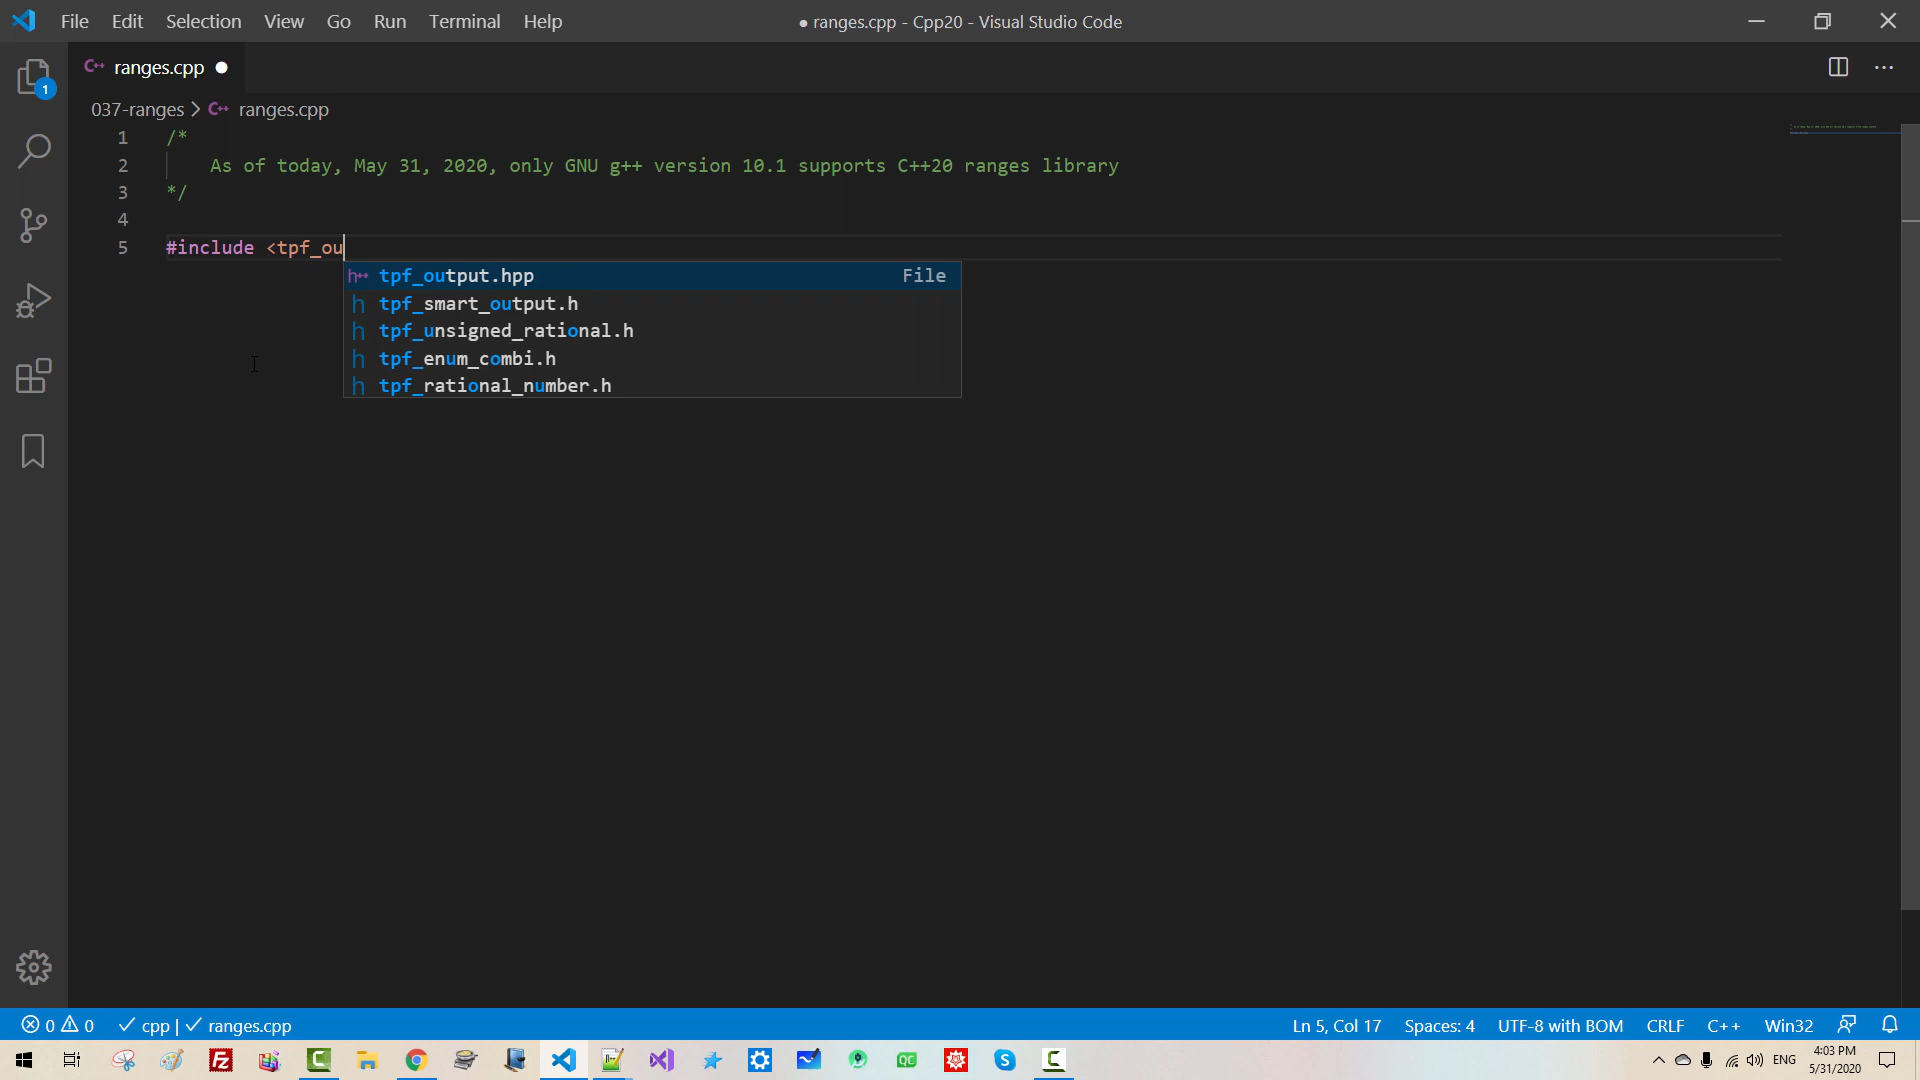 File Edit Selection View Go Run Terminal Help ● ranges.cpp - Cpp20 - Visual Studio Code
C++ ranges.cpp ●
1
037-ranges > C++ ranges.cpp
1 /*
2 As of today, May 31, 2020, only GNU g++ version 10.1 supports C++20 ranges library
3 */
4
5 #include <tpf_ou
h++ tpf_output.hpp File
h tpf_smart_output.h
h tpf_unsigned_rational.h
h tpf_enum_combi.h
h tpf_rational_number.h
0 0 cpp | ranges.cpp Ln 5, Col 17 Spaces: 4 UTF-8 with BOM CRLF C++ Win32
Fz C QC S C ENG 4:03 PM
5/31/2020